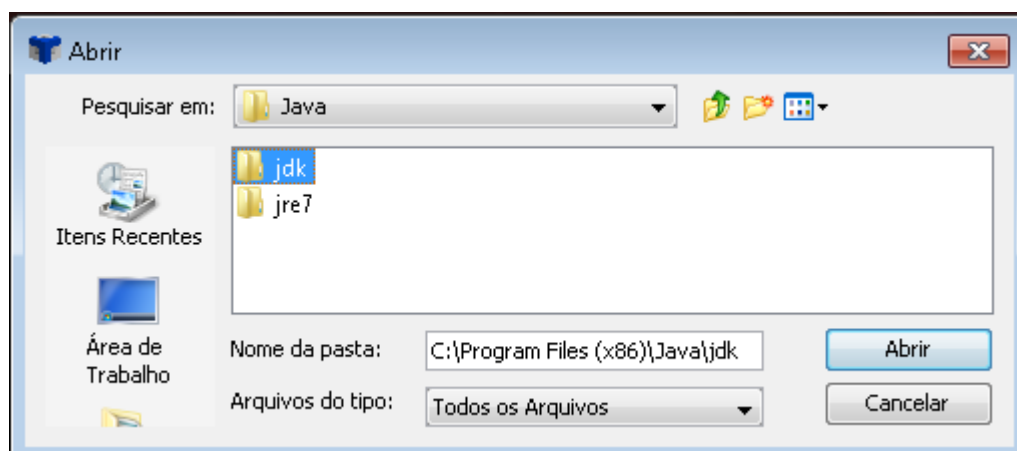 Abrir
Pesquisar em:
Java
jdk
jre7
Itens Recentes
Área de
Trabalho
Nome da pasta:
C:\Program Files (x86)\Java\jdk
Abrir
Arquivos do tipo:
Todos os Arquivos
Cancelar